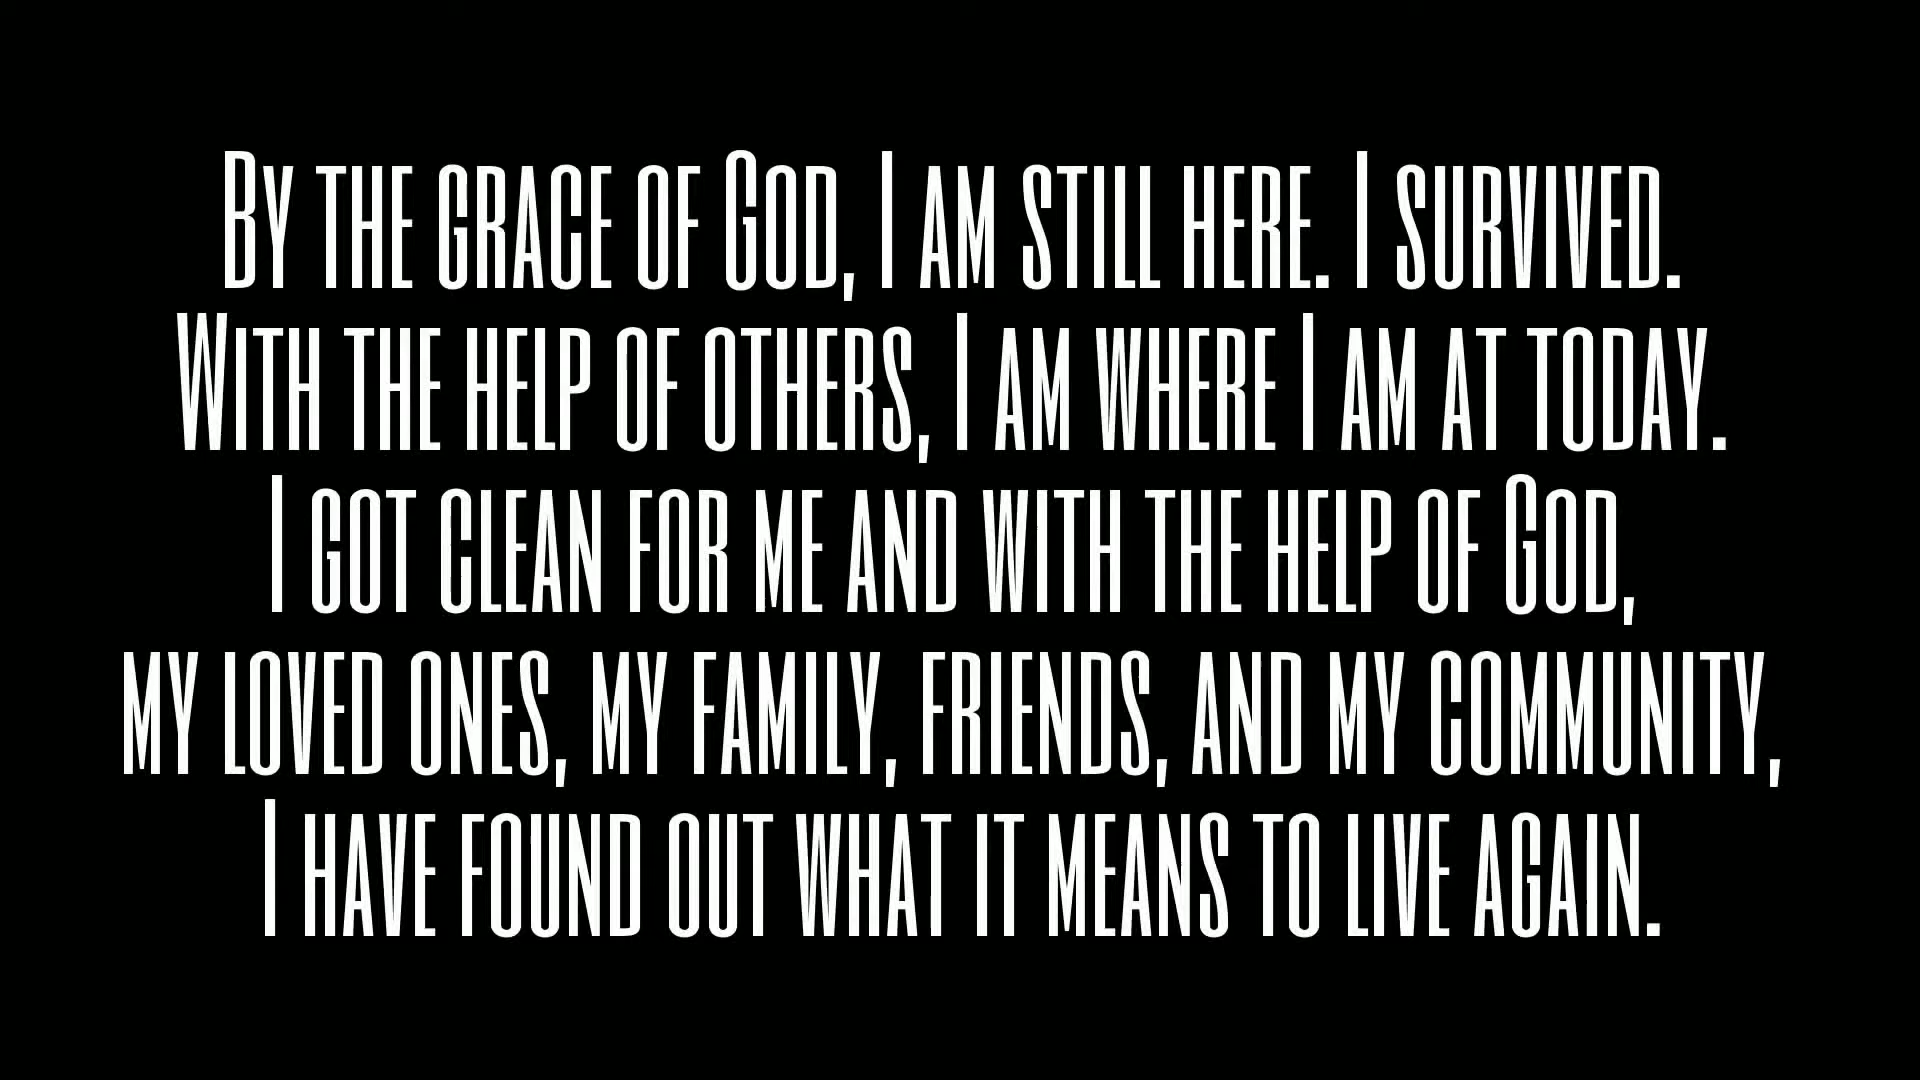 By the grace of God, I am still here. I survived.
With the help of others, I am where I am at today.
I got clean for me and with the help of God,
my loved ones, my family, friends, and my community,
I have found out what it means to live again.